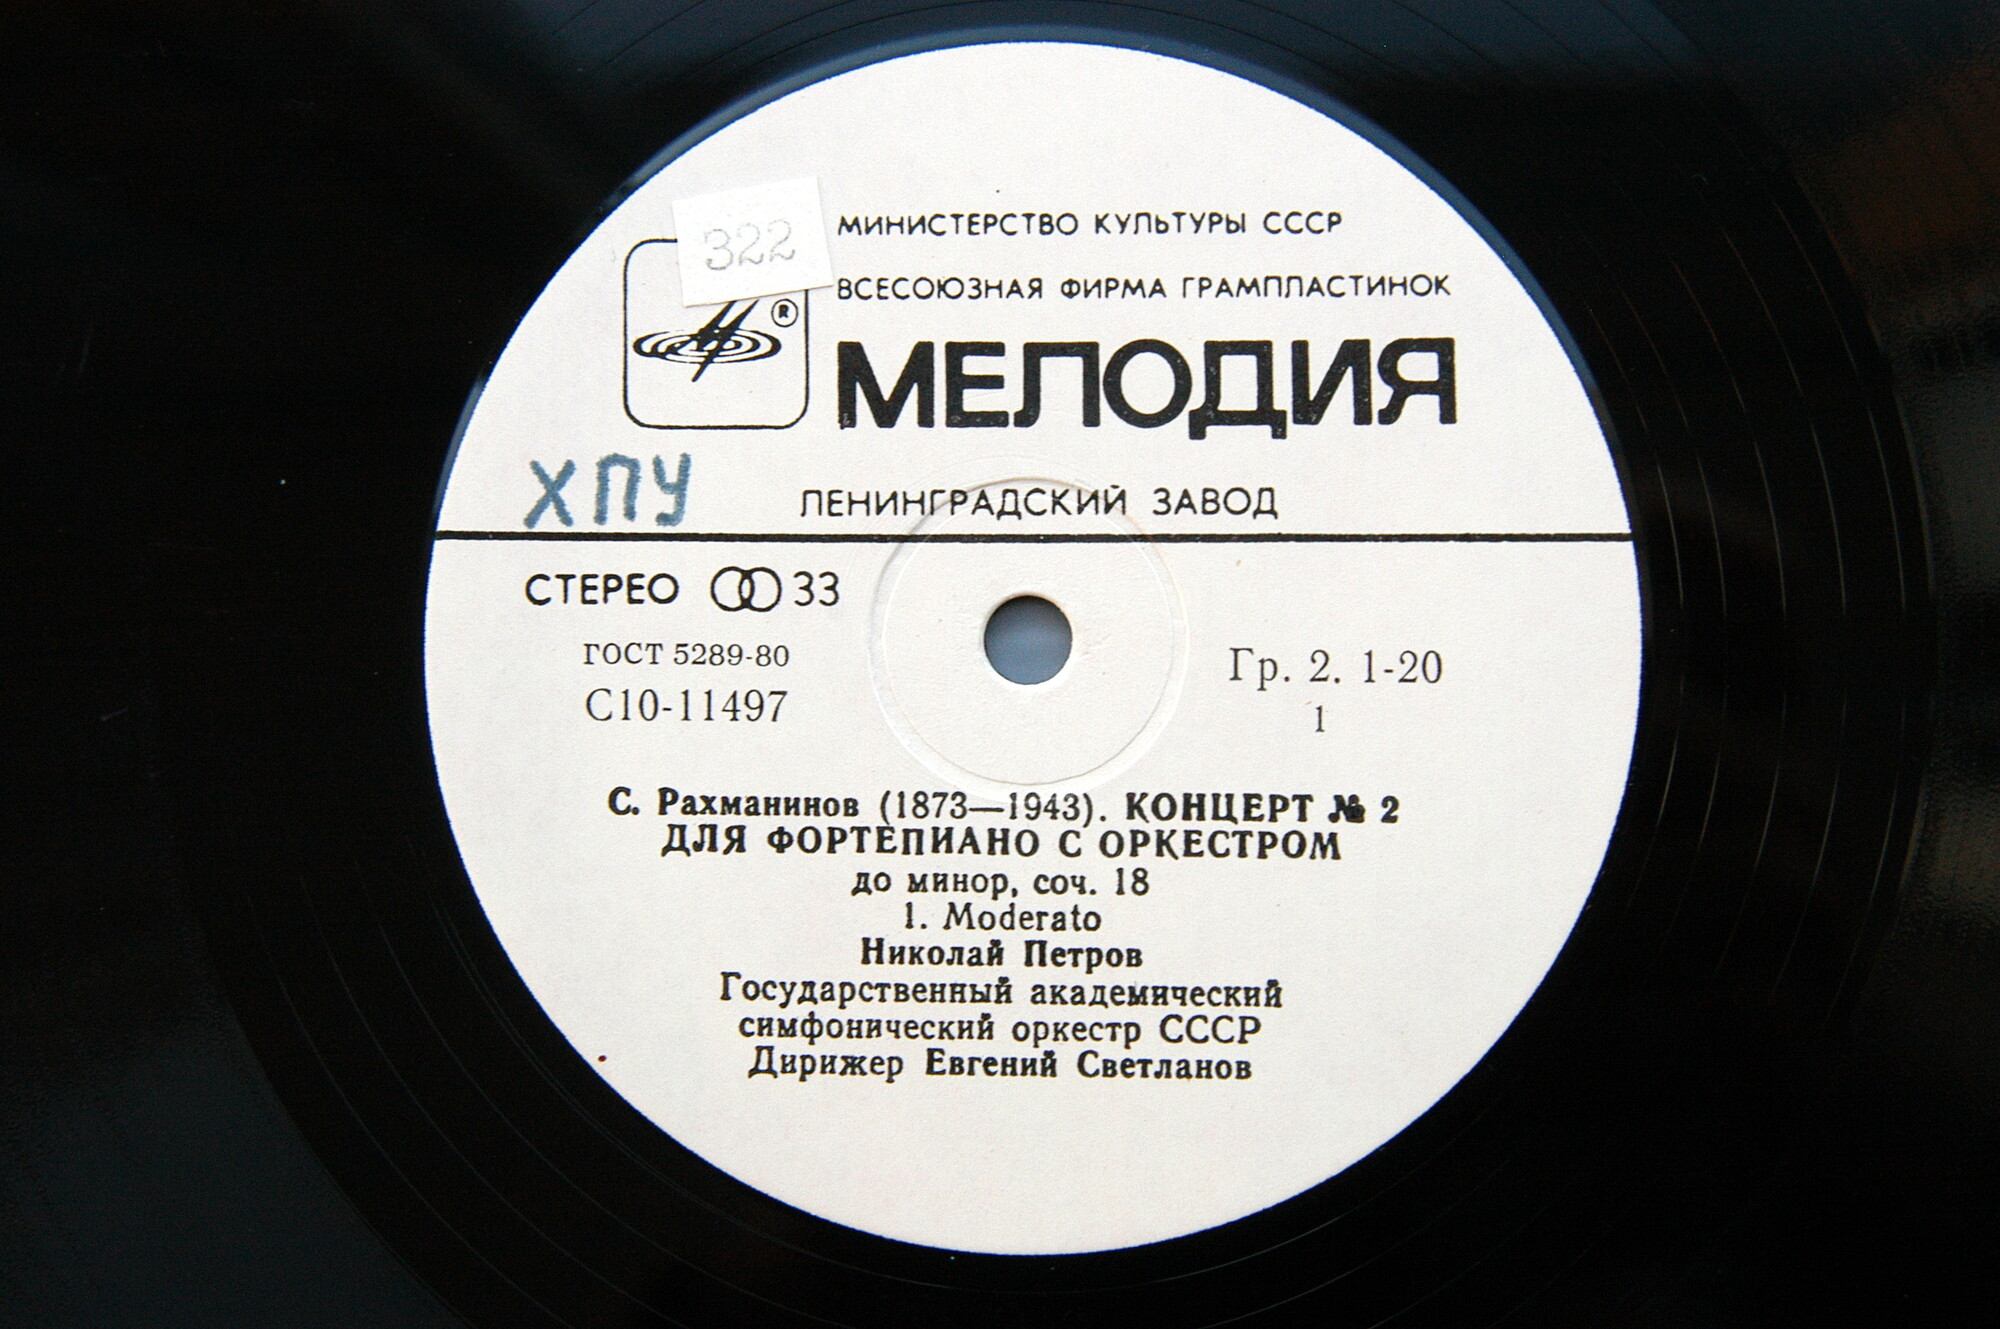 322
МИНИСТЕРСТВО КУЛЬТУРЫ СССР
ВСЕСОЮЗНАЯ ФИРМА ГРАМПЛАСТИНОК
®
МЕЛОДИЯ
ХПУ
ЛЕНИНГРАДСКИЙ ЗАВОД
СТЕРЕО 33
ГОСТ 5289-80
Гр. 2. 1-20
С10-11497
1
С. Рахманинов (1873—1943). КОНЦЕРТ № 2
ДЛЯ ФОРТЕПИАНО С ОРКЕСТРОМ
до минор, соч. 18
1. Moderato
Николай Петров
Государственный академический
симфонический оркестр СССР
Дирижер Евгений Светланов